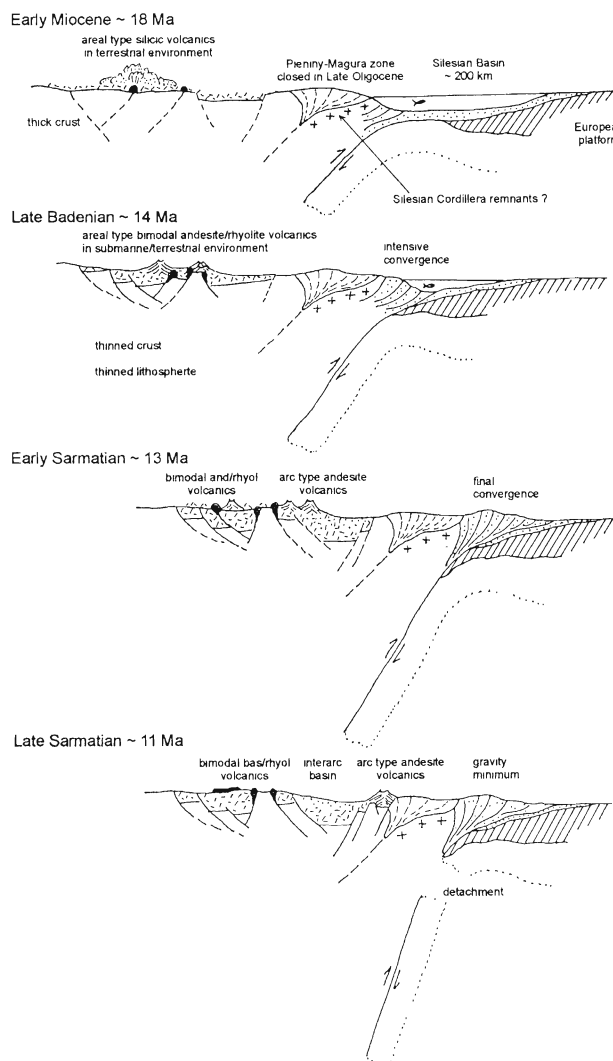 Early Miocene ~ 18 Ma
areal type silicic volcanics
in terrestrial environment
Pieniny-Magura zone
closed in Late Oligocene
Silesian Basin
~ 200 km
thick crust
Europea
platform
Silesian Cordillera remnants ?
Late Badenian ~ 14 Ma
areal type bimodal andesite/rhyolite volcanics
in submarine/terrestrial environment
intensive
convergence
thinned crust
thinned lithospherte
Early Sarmatian ~ 13 Ma
bimodal and/rhyol
volcanics
arc type andesite
volcanics
final
convergence
Late Sarmatian ~ 11 Ma
bimodal bas/rhyol
volcanics
interarc
basin
arc type andesite
volcanics
gravity
minimum
detachment